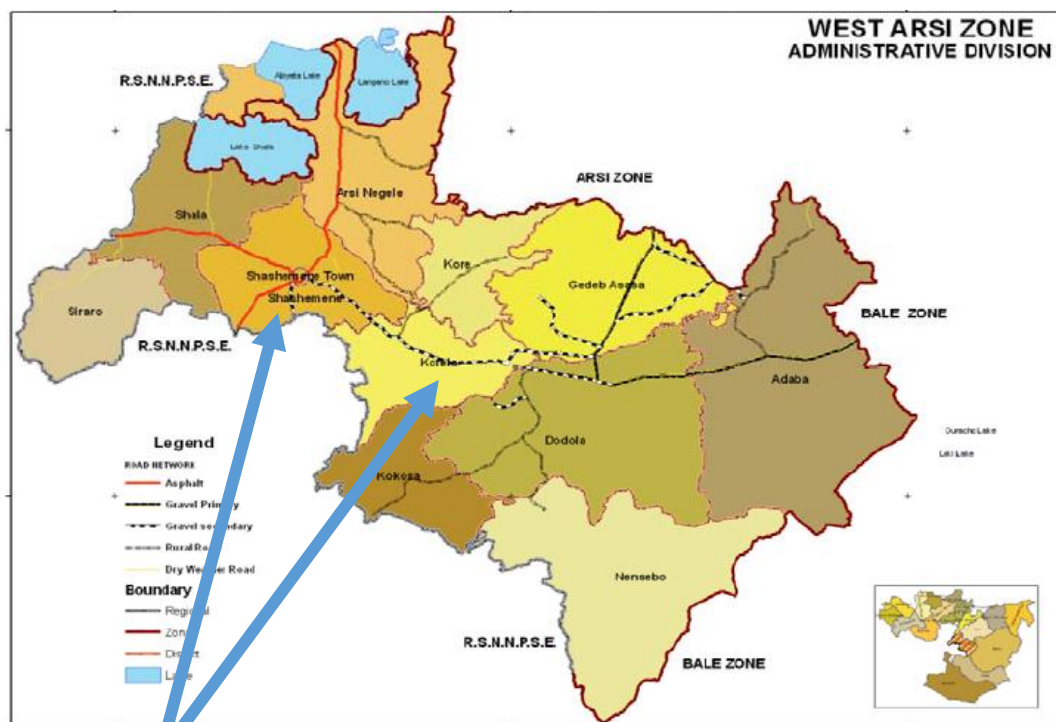 WEST ARSI ZONE
ADMINISTRATIVE DIVISION
R.S.N.N.P.S.E.
Abyata Lake
Langano Lake
Lake Shala
ARSI ZONE
Arsi Negele
Shala
Kore
Shashemene Town
Gedeb Asasa
Siraro
Shashemene
BALE ZONE
R.S.N.N.P.S.E.
Adaba
Dodola
Kokosa
Nensebo
R.S.N.N.P.S.E.
BALE ZONE
Legend
ROAD NETWORK
Asphalt
Gravel Primary
Gravel secondary
Rural
Dry Weather Road
Boundary
Regional
District